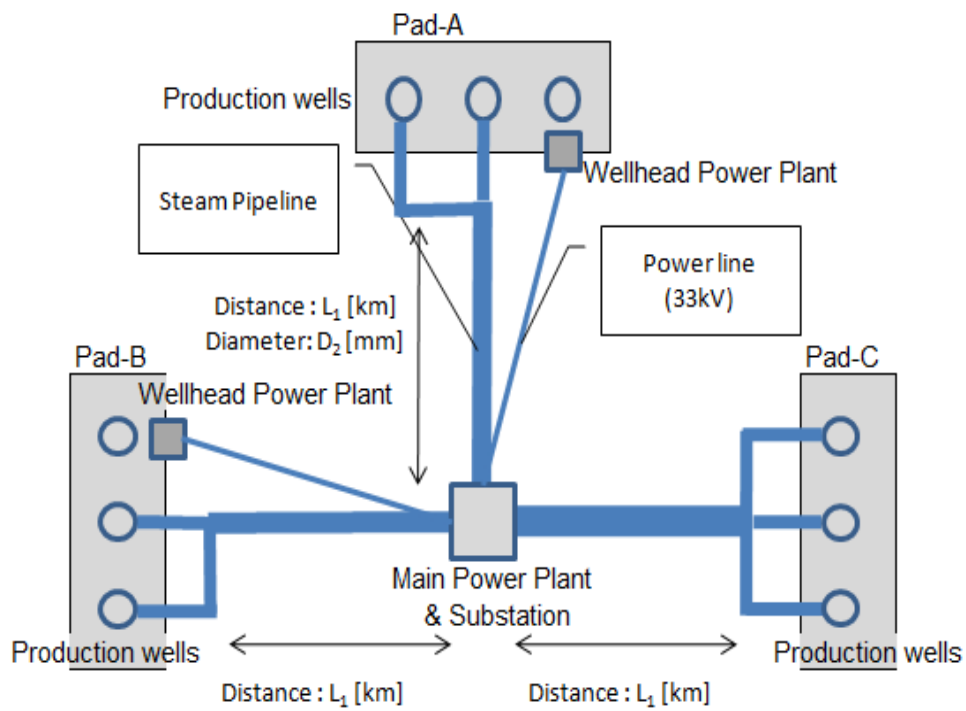 Pad-A
Production wells
Wellhead Power Plant
Steam Pipeline
Power line
(33kV)
Distance : L₁ [km]
Diameter: D₂ [mm]
Pad-B
Pad-C
Wellhead Power Plant
Main Power Plant
& Substation
Production wells
Production wells
Distance : L₁ [km]
Distance : L₁ [km]